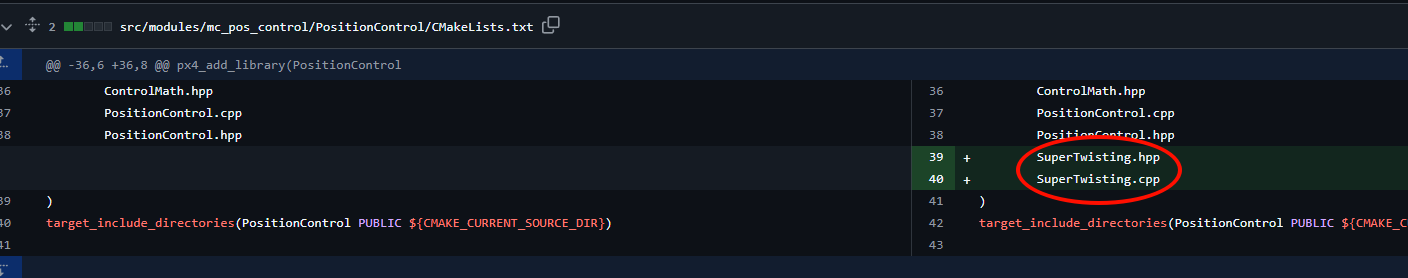 2 src/modules/mc_pos_control/PositionControl/CMakeLists.txt
@@ -36,6 +36,8 @@ px4_add_library(PositionControl
36 ControlMath.hpp
37 PositionControl.cpp
38 PositionControl.hpp
39 )
40 target_include_directories(PositionControl PUBLIC ${CMAKE_CURRENT_SOURCE_DIR})
41
36 ControlMath.hpp
37 PositionControl.cpp
38 PositionControl.hpp
39 + SuperTwisting.hpp
40 + SuperTwisting.cpp
41 )
42 target_include_directories(PositionControl PUBLIC ${CMAKE_C
43